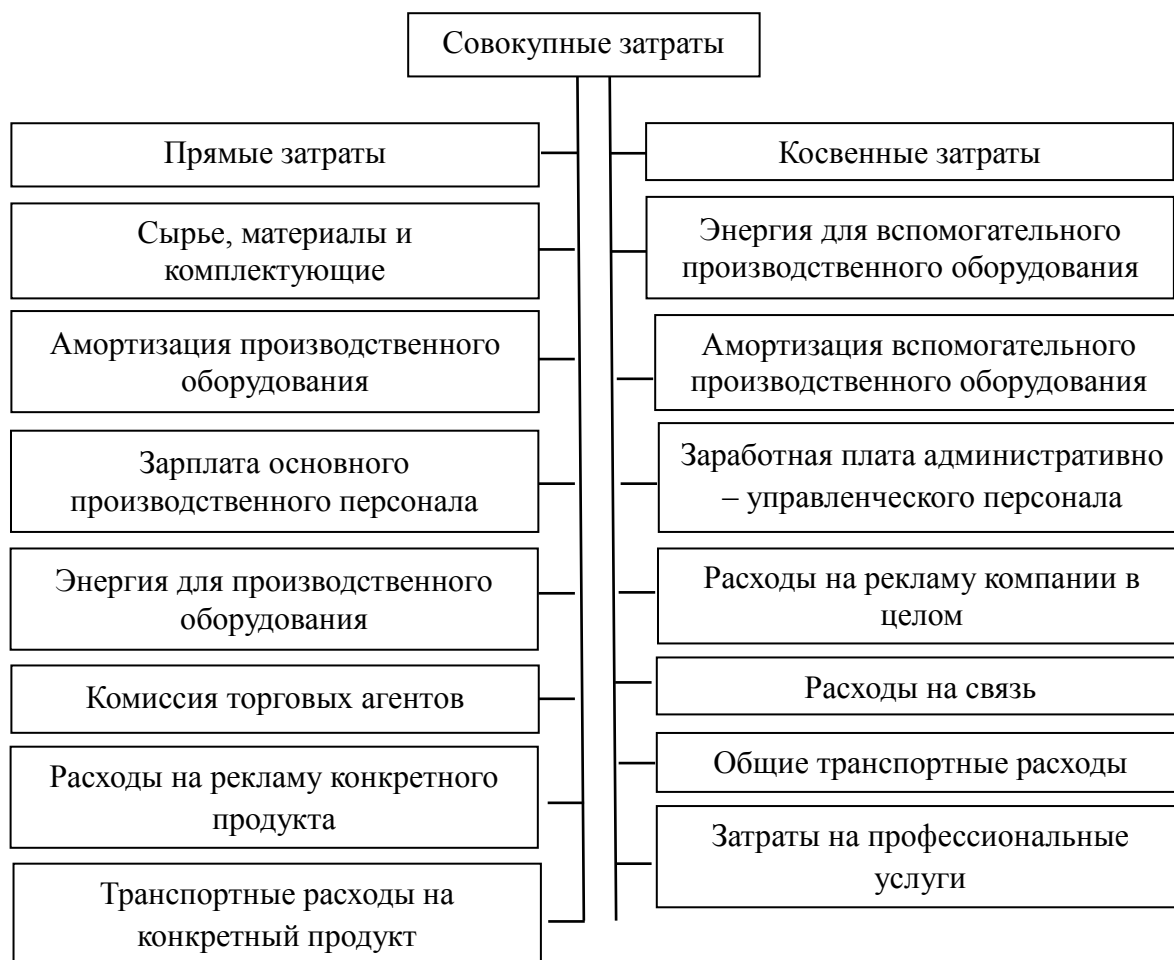 Совокупные затраты
Прямые затраты
Сырье, материалы и
комплектующие
Амортизация производственного
оборудования
Зарплата основного
производственного персонала
Энергия для производственного
оборудования
Комиссия торговых агентов
Расходы на рекламу конкретного
продукта
Транспортные расходы на
конкретный продукт
Косвенные затраты
Энергия для вспомогательного
производственного оборудования
Амортизация вспомогательного
производственного оборудования
Заработная плата административно
– управленческого персонала
Расходы на рекламу компании в
целом
Расходы на связь
Общие транспортные расходы
Затраты на профессиональные
услуги